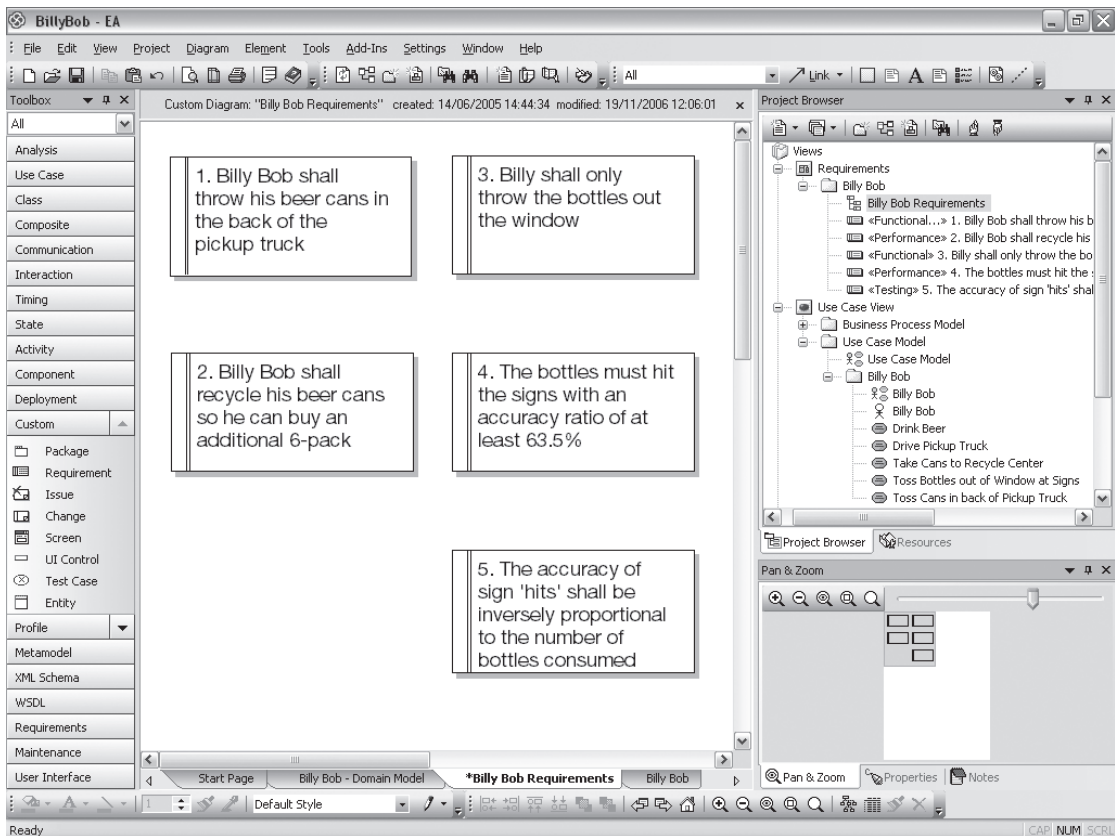 BillyBob - EA
File Edit View Project Diagram Element Tools Add-Ins Settings Window Help
All
Link
A
Toolbox
All
Analysis
Use Case
Class
Composite
Communication
Interaction
Timing
State
Activity
Component
Deployment
Custom
Package
Requirement
Issue
Change
Screen
UI Control
Test Case
Entity
Profile
Metamodel
XML Schema
WSDL
Requirements
Maintenance
User Interface
Custom Diagram: "Billy Bob Requirements" created: 14/06/2005 14:44:34 modified: 19/11/2006 12:06:01
1. Billy Bob shall
throw his beer cans in
the back of the
pickup truck
3. Billy shall only
throw the bottles out
the window
2. Billy Bob shall
recycle his beer cans
so he can buy an
additional 6-pack
4. The bottles must hit
the signs with an
accuracy ratio of at
least 63.5%
5. The accuracy of
sign 'hits' shall be
inversely proportional
to the number of
bottles consumed
Start Page Billy Bob - Domain Model *Billy Bob Requirements Billy Bob
Project Browser
Views
Requirements
Billy Bob
Billy Bob Requirements
«Functional...» 1. Billy Bob shall throw his b
«Performance» 2. Billy Bob shall recycle his
«Functional» 3. Billy shall only throw the bo
«Performance» 4. The bottles must hit the
«Testing» 5. The accuracy of sign 'hits' shal
Use Case View
Business Process Model
Use Case Model
Use Case Model
Billy Bob
Billy Bob
Billy Bob
Drink Beer
Drive Pickup Truck
Take Cans to Recycle Center
Toss Bottles out of Window at Signs
Toss Cans in back of Pickup Truck
Project Browser Resources
Pan & Zoom
Pan & Zoom Properties Notes
A 1 Default Style
Ready
CAP NUM SCRL